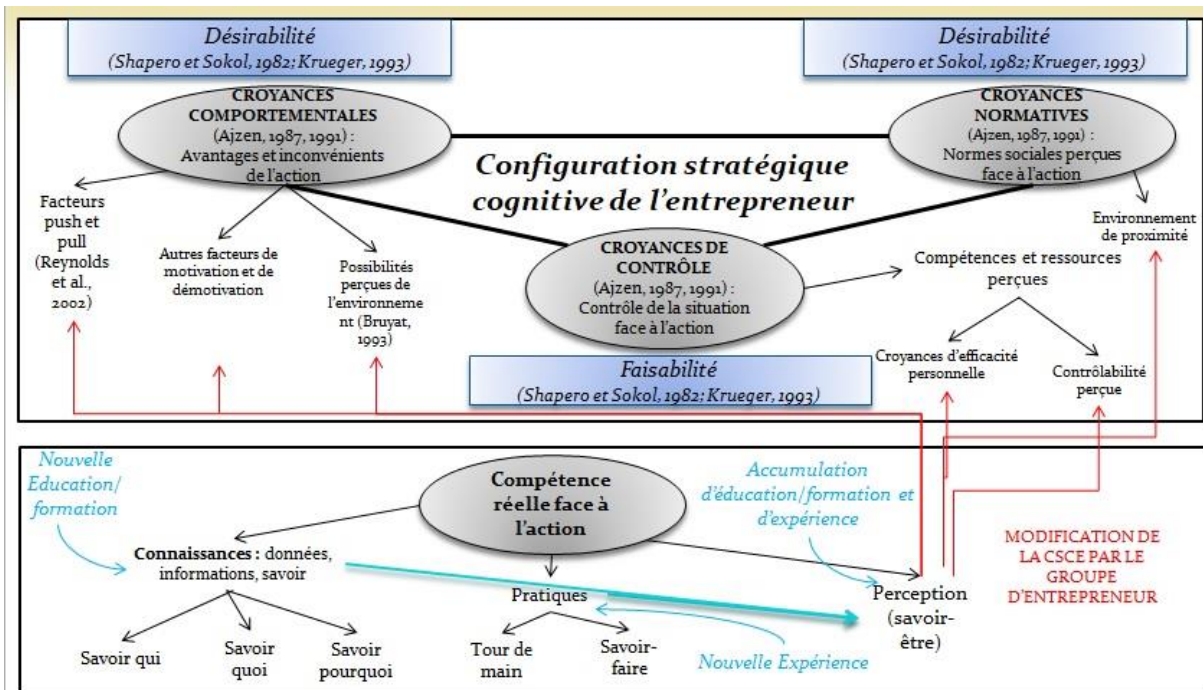 Désirabilité
(Shapero et Sokol, 1982; Krueger, 1993)
Désirabilité
(Shapero et Sokol, 1982; Krueger, 1993)
CROYANCES
COMPORTEMENTALES
(Ajzen, 1987, 1991) :
Avantages et inconvénients
de l'action
CROYANCES
NORMATIVES
(Ajzen, 1987, 1991) :
Normes sociales perçues
face à l'action
Configuration stratégique
cognitive de l'entrepreneur
Facteurs
push et
pull
(Reynolds
et al.,
2002)
Autres facteurs de
motivation et de
démotivation
Possibilités
perçues de
l'environneme
nt (Bruyat,
1993)
CROYANCES DE
CONTRÔLE
(Ajzen, 1987, 1991) :
Contrôle de la situation
face à l'action
Environnement
de proximité
Compétences et ressources
perçues
Croyances d'efficacité
personnelle
Contrôlabilité
perçue
Faisabilité
(Shapero et Sokol, 1982; Krueger, 1993)
Nouvelle
Education/
formation
Compétence
réelle face à
l'action
Accumulation
d'éducation/formation et
d'expérience
Connaissances : données,
informations, savoir
Pratiques
Perception
(savoir-
être)
MODIFICATION DE
LA CSCE PAR LE
GROUPE
D'ENTREPRENEUR
Savoir qui
Savoir
quoi
Savoir
pourquoi
Tour de
main
Savoir-
faire
Nouvelle Expérience